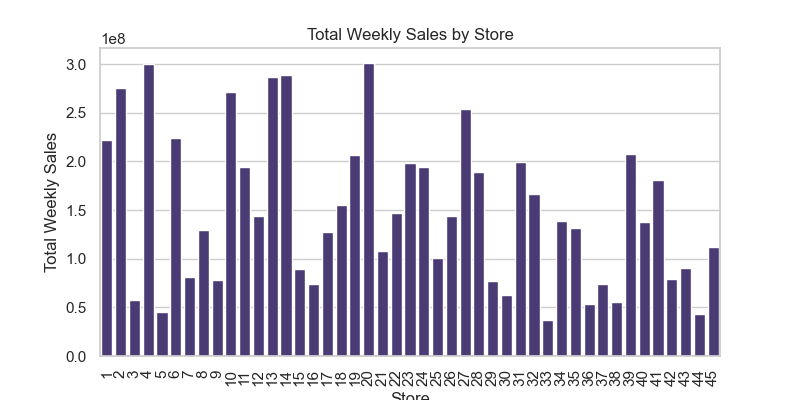 Total Weekly Sales by Store
1e8
Total Weekly Sales
3.0
2.5
2.0
1.5
1.0
0.5
0.0
1 2 3 4 5 6 7 8 9 10 11 12 13 14 15 16 17 18 19 20 21 22 23 24 25 26 27 28 29 30 31 32 33 34 35 36 37 38 39 40 41 42 43 44 45
Store